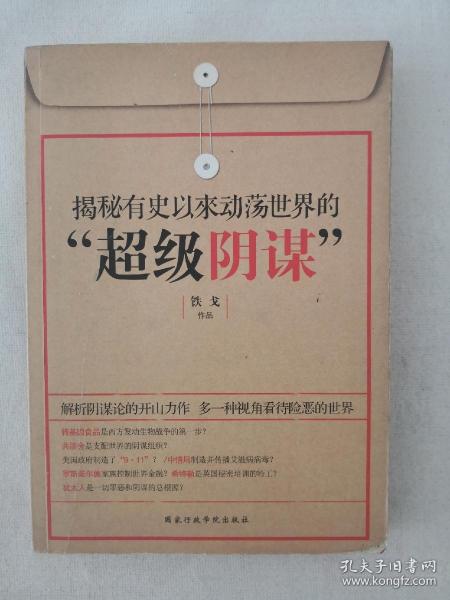 揭秘有史以來动荡世界的
“超级阴谋”
铁戈
作品
解析阴谋论的开山力作 多一种视角看待险恶的世界
转基因食品是西方发动生物战争的第一步?
共济会是支配世界的阴谋组织?
美国政府制造了“9·11”?/中情局制造并传播艾滋病病毒?
罗斯柴尔德家族控制世界金融?希特勒是英国秘密培训的特工?
犹太人是一切罪恶和阴谋的总根源?
国家行政学院出版社
孔夫子旧书网
www.kongfz.com